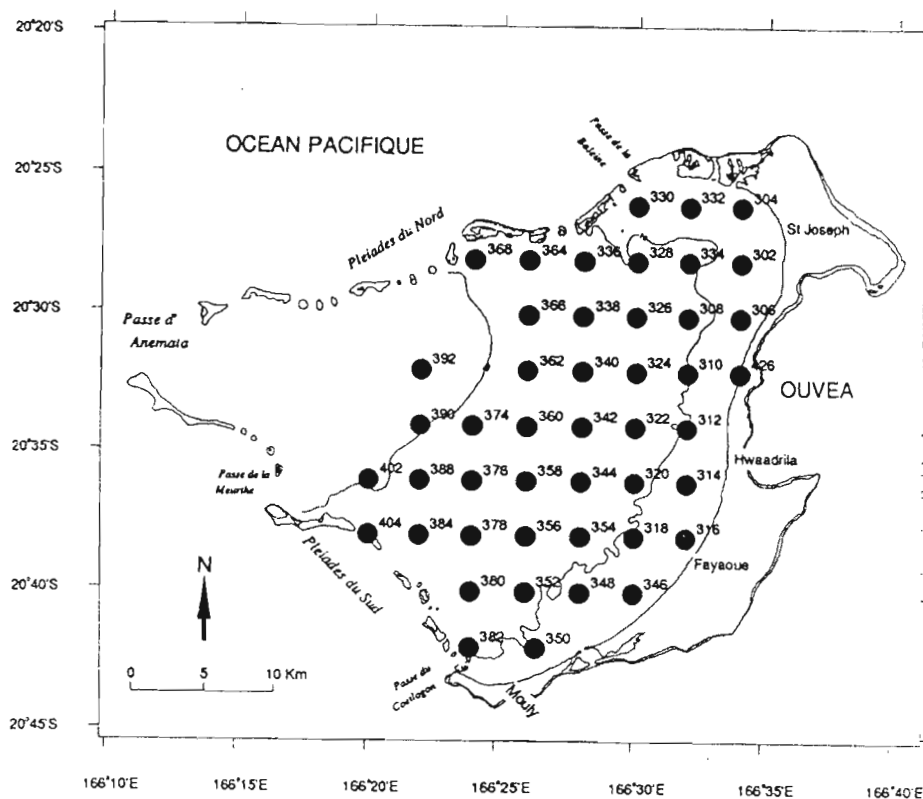 20°20'S
OCEAN PACIFIQUE
Passe de la
Baleine
20°25'S
330 332 304
St Joseph
Pleiades du Nord
368 364 336 328 334 302
20°30'S
366 338 326 308 306
Passe d'
Anemata
392 362 340 324 310 426
OUVEA
390 374 360 342 322 312
20°35'S
Hwaadrila
402 388 376 358 344 320 314
Passe de la
Meurthe
404 384 378 356 354 318 316
Fayaoue
Pleiades du Sud
20°40'S
N
380 352 348 346
382 350
0 5 10 Km
Passe du
Coetlogon
Mouly
20°45'S
166°10'E 166°15'E 166°20'E 166°25'E 166°30'E 166°35'E 166°40'E